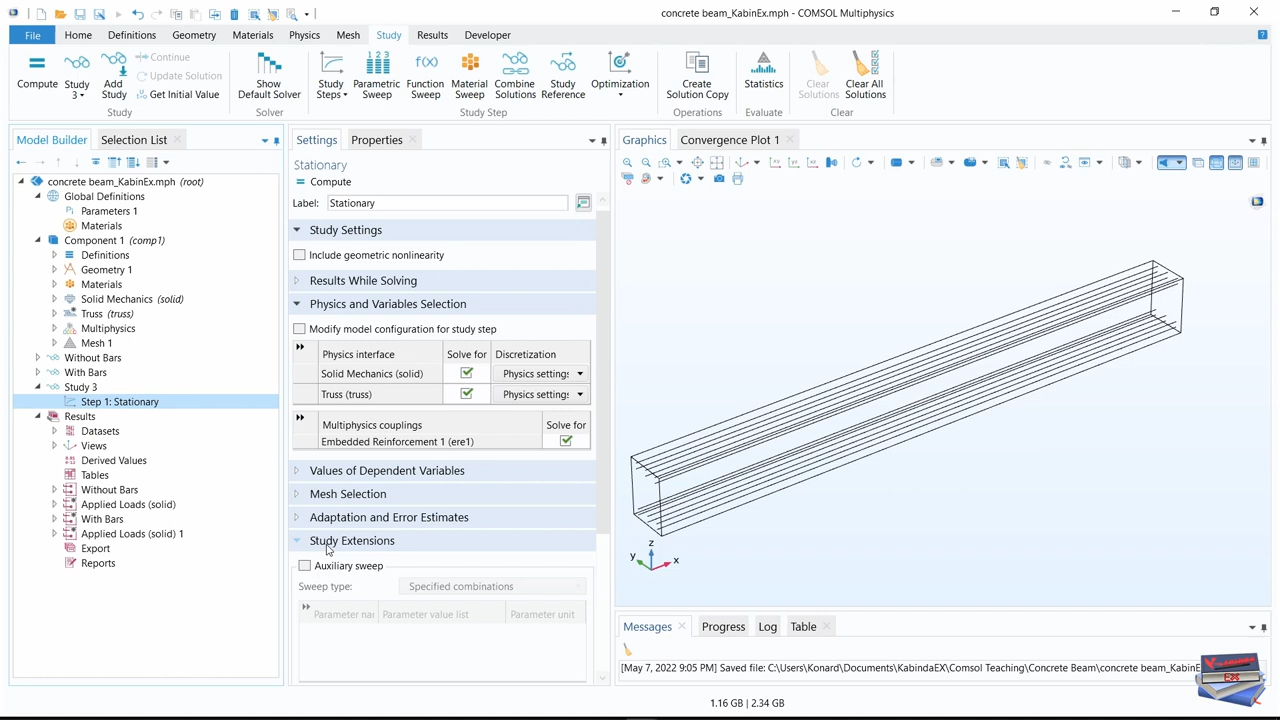 concrete beam_KabinEx.mph - COMSOL Multiphysics
File Home Definitions Geometry Materials Physics Mesh Study Results Developer
Compute
Study
3
Add
Study
Continue
Update Solution
Get Initial Value
Show
Default Solver
Study
Steps
Parametric
Sweep
Function
Sweep
Material
Sweep
Combine
Solutions
Study
Reference
Optimization
Create
Solution Copy
Statistics
Clear
Solutions
Clear All
Solutions
Study
Solver
Study Step
Operations
Evaluate
Clear
Model Builder Selection List
concrete beam_KabinEx.mph (root)
Global Definitions
Parameters 1
Materials
Component 1 (comp1)
Definitions
Geometry 1
Materials
Solid Mechanics (solid)
Truss (truss)
Multiphysics
Mesh 1
Without Bars
With Bars
Study 3
Step 1: Stationary
Results
Datasets
Views
Derived Values
Tables
Without Bars
Applied Loads (solid)
With Bars
Applied Loads (solid) 1
Export
Reports
Settings Properties
Stationary
Compute
Label: Stationary
Study Settings
Include geometric nonlinearity
Results While Solving
Physics and Variables Selection
Modify model configuration for study step
Physics interface Solve for Discretization
Solid Mechanics (solid) Physics settings
Truss (truss) Physics settings
Multiphysics couplings Solve for
Embedded Reinforcement 1 (ere1)
Values of Dependent Variables
Mesh Selection
Adaptation and Error Estimates
Study Extensions
Auxiliary sweep
Sweep type: Specified combinations
Parameter nar Parameter value list Parameter unit
Graphics Convergence Plot 1
z
y
x
Messages Progress Log Table
[May 7, 2022 9:05 PM] Saved file: C:\Users\Konard\Documents\KabindaEX\Comsol Teaching\Concrete Beam\concrete beam_KabinE
EX
1.16 GB | 2.34 GB